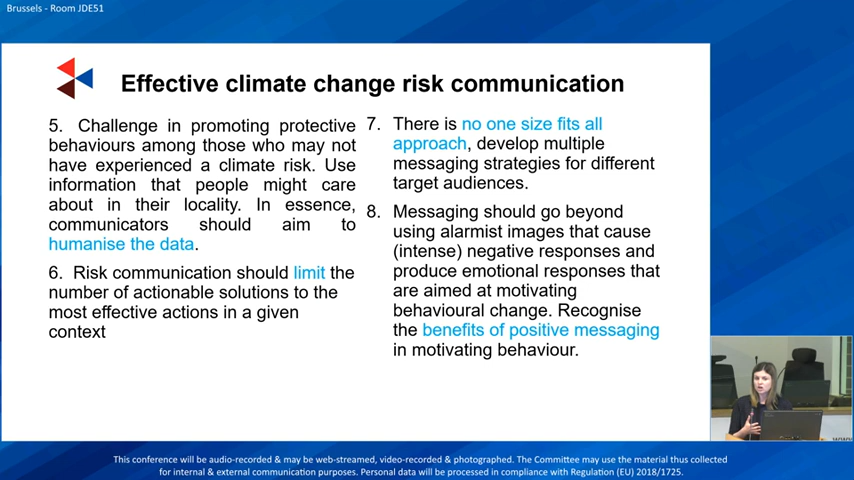 Brussels - Room JDE51
Effective climate change risk communication
5. Challenge in promoting protective
behaviours among those who may not
have experienced a climate risk. Use
information that people might care
about in their locality. In essence,
communicators should aim to
humanise the data.
6. Risk communication should limit the
number of actionable solutions to the
most effective actions in a given
context
7. There is no one size fits all
approach, develop multiple
messaging strategies for different
target audiences.
8. Messaging should go beyond
using alarmist images that cause
(intense) negative responses and
produce emotional responses that
are aimed at motivating
behavioural change. Recognise
the benefits of positive messaging
in motivating behaviour.
This conference will be audio-recorded & may be web-streamed, video-recorded & photographed. The Committee may use the material thus collected
for internal & external communication purposes. Personal data will be processed in compliance with Regulation (EU) 2018/1725.